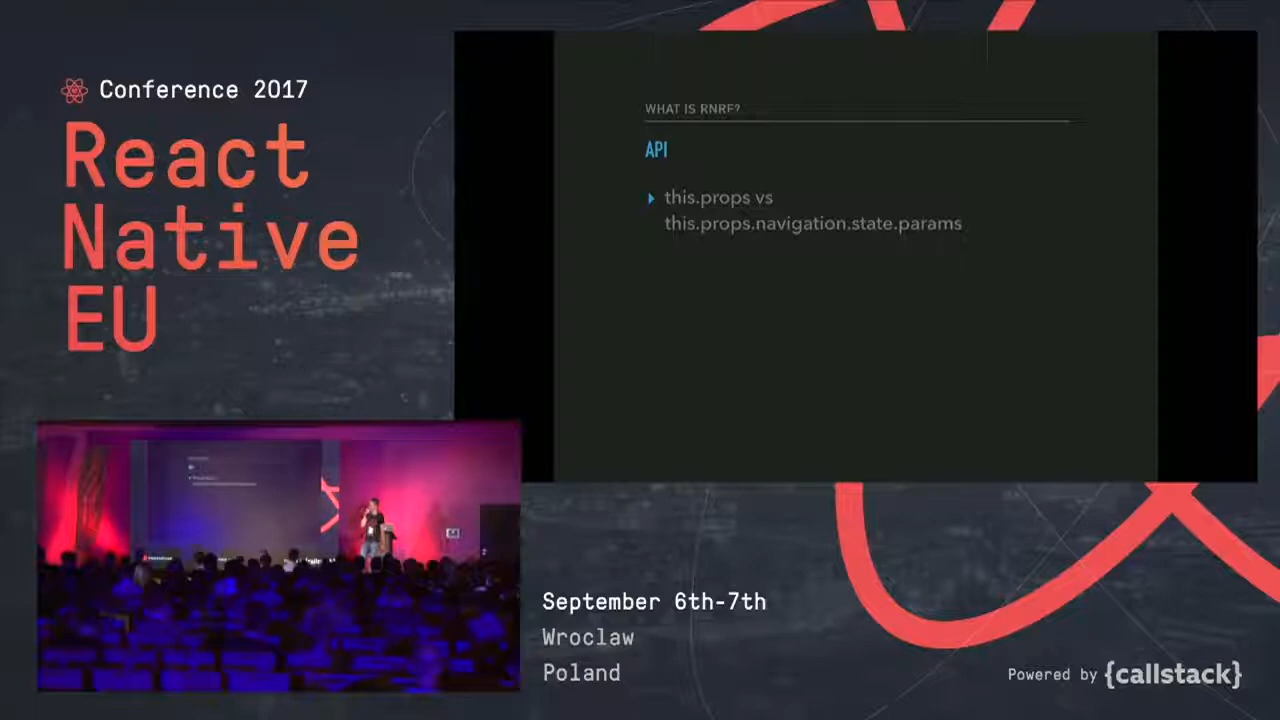 Conference 2017
React
Native
EU
WHAT IS RNRF?
API
this.props vs
this.props.navigation.state.params
September 6th-7th
Wroclaw
Poland
Powered by {callstack}